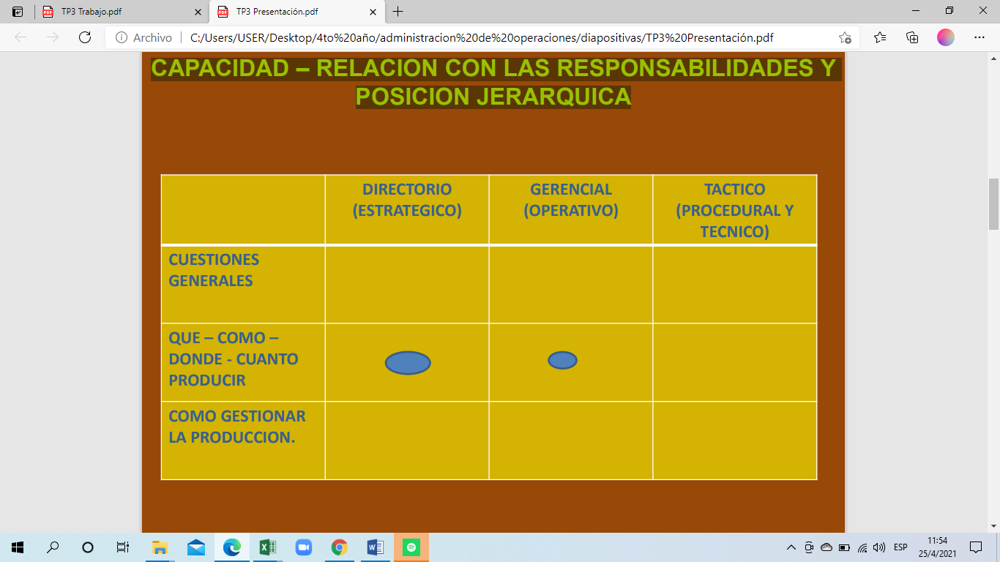 TP3 Trabajo.pdf
TP3 Presentación.pdf
Archivo
C:/Users/USER/Desktop/4to%20año/administracion%20de%20operaciones/diapositivas/TP3%20Presentación.pdf
CAPACIDAD – RELACION CON LAS RESPONSABILIDADES Y
POSICION JERARQUICA
DIRECTORIO
(ESTRATEGICO)
GERENCIAL
(OPERATIVO)
TACTICO
(PROCEDURAL Y
TECNICO)
CUESTIONES
GENERALES
QUE – COMO –
DONDE - CUANTO
PRODUCIR
COMO GESTIONAR
LA PRODUCCION.
ESP
11:54
25/4/2021